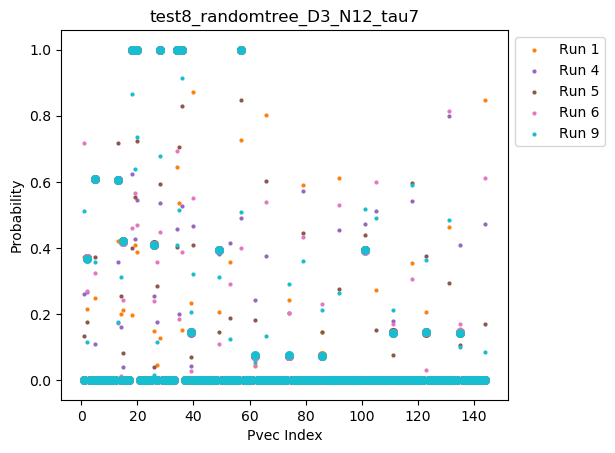 test8_randomtree_D3_N12_tau7
1.0
0.8
0.6
0.4
0.2
0.0
Probability
0
20
40
60
80
100
120
140
Pvec Index
Run 1
Run 4
Run 5
Run 6
Run 9